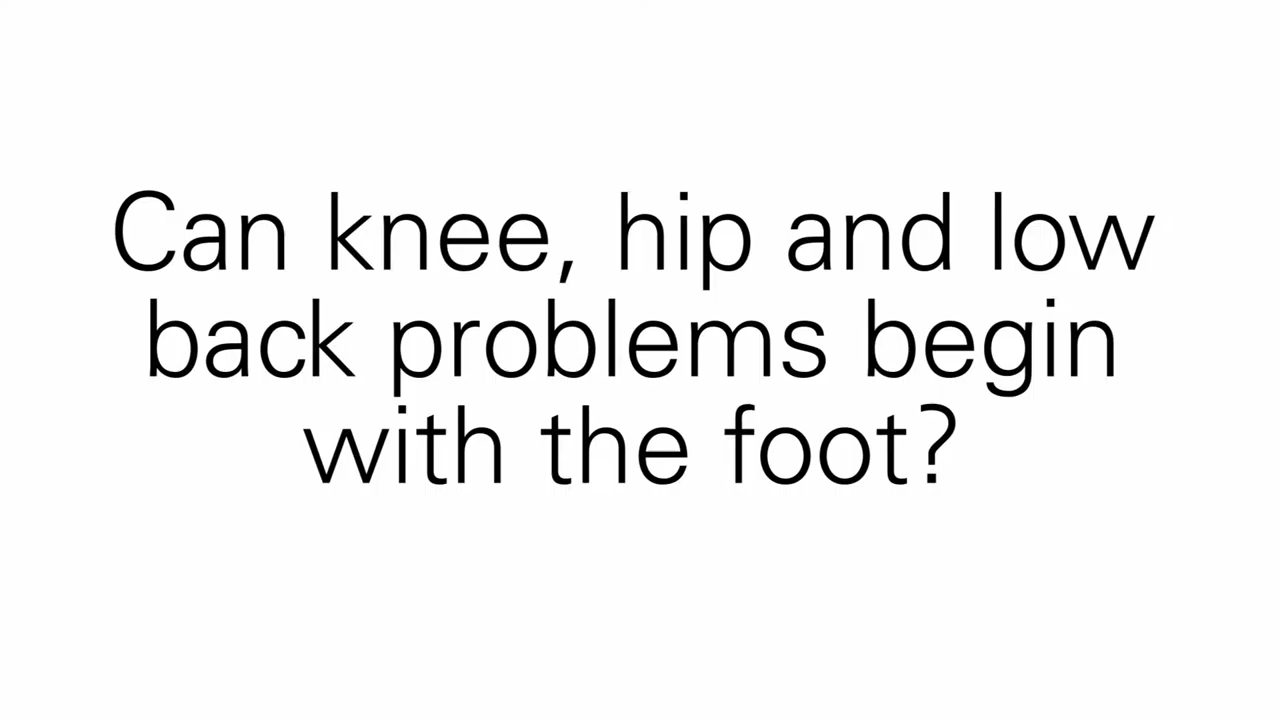 Can knee, hip and low
back problems begin
with the foot?